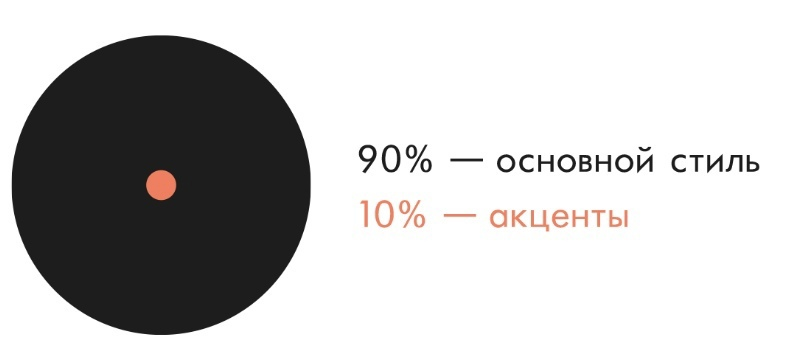 90% — основной стиль
10% — акценты